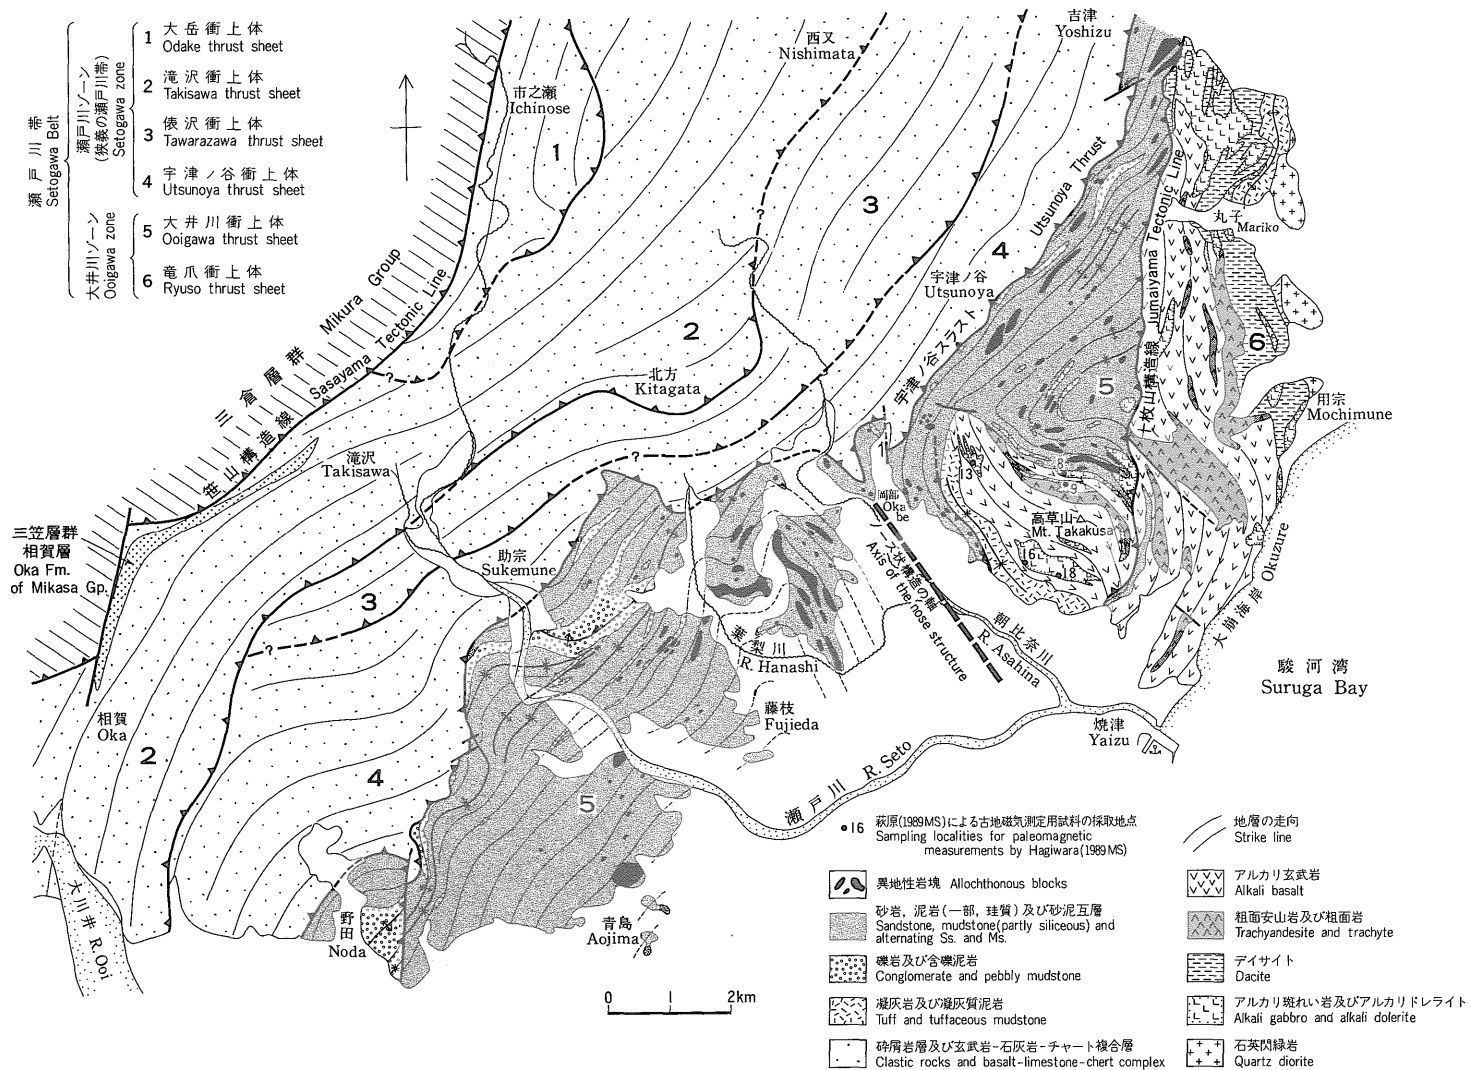 瀬戸川帯
Setogawa Belt
瀬戸川ゾーン
(狭義の瀬戸川帯)
Setogawa zone
1 大岳衝上体
Odake thrust sheet
2 滝沢衝上体
Takisawa thrust sheet
3 俵沢衝上体
Tawarazawa thrust sheet
4 宇津ノ谷衝上体
Utsunoya thrust sheet
大井川ゾーン
Ooigawa zone
5 大井川衝上体
Ooigawa thrust sheet
6 竜爪衝上体
Ryuso thrust sheet
市之瀬
Ichinose
西又
Nishimata
吉津
Yoshizu
1
3
4
2
Utsunoya Thrust
宇津ノ谷スラスト
宇津ノ谷
Utsunoya
十枚山構造線 Jumaiyama Tectonic Line
丸子
Mariko
6
5
用宗
Mochimune
三倉層群 Mikura Group
笹山構造線 Sasayama Tectonic Line
?
?
北方
Kitagata
?
滝沢
Takisawa
三笠層群
相賀層
Oka Fm.
of Mikasa Gp.
助宗
Sukemune
3
?
岡部
Oka
be
13
8
9
高草山
Mt. Takakusa
16
18
ノース状構造の軸
Axis of the nose structure
大崩海岸 Okuzure
朝比奈川
R. Asahina
葉梨川
R. Hanashi
駿河湾
Suruga Bay
藤枝
Fujieda
焼津
Yaizu
相賀
Oka
2
4
5
瀬戸川 R. Seto
大川井 R. Ooi
野田
Noda
青島
Aojima
0 1 2km
16 萩原(1989MS)による古地磁気測定用試料の採取地点
Sampling localities for paleomagnetic
measurements by Hagiwara(1989MS)
異地性岩塊 Allochthonous blocks
砂岩，泥岩(一部，珪質)及び砂泥互層
Sandstone, mudstone(partly siliceous) and
alternating Ss. and Ms.
礫岩及び含礫泥岩
Conglomerate and pebbly mudstone
凝灰岩及び凝灰質泥岩
Tuff and tuffaceous mudstone
砕屑岩層及び玄武岩-石灰岩-チャート複合層
Clastic rocks and basalt-limestone-chert complex
地層の走向
Strike line
アルカリ玄武岩
Alkali basalt
粗面安山岩及び粗面岩
Trachyandesite and trachyte
デイサイト
Dacite
アルカリ斑れい岩及びアルカリドレライト
Alkali gabbro and alkali dolerite
石英閃緑岩
Quartz diorite